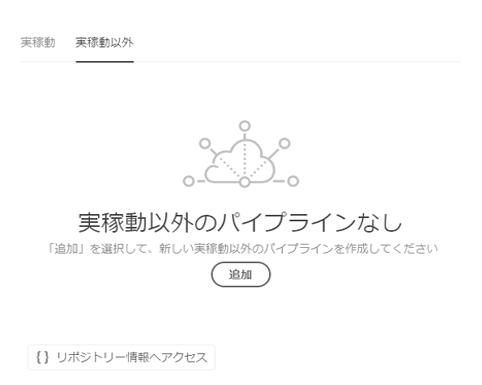 実稼動 実稼動以外
実稼動以外のパイプラインなし
「追加」を選択して、新しい実稼動以外のパイプラインを作成してください
追加
{ } リポジトリー情報へアクセス